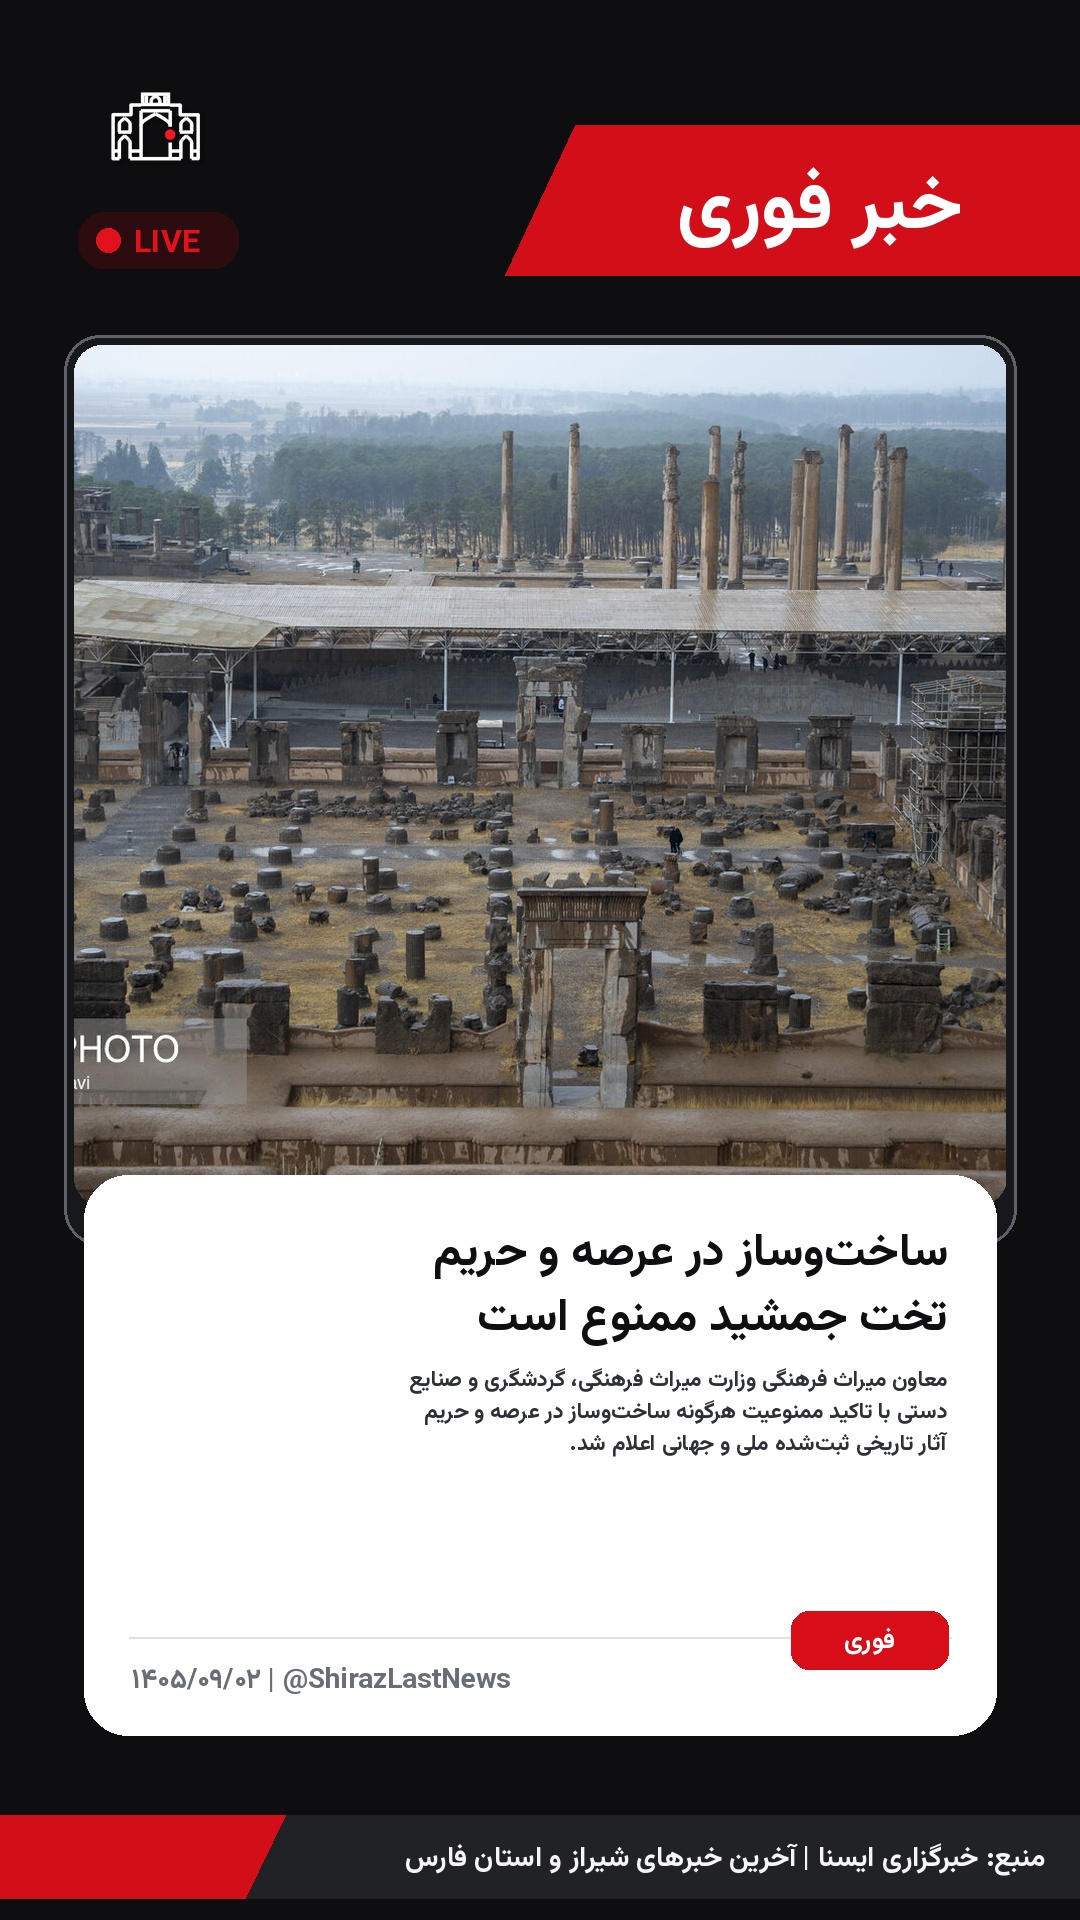 خبر فوری
LIVE
PHOTO
avi
ساخت‌وساز در عرصه و حریم
تخت جمشید ممنوع است
معاون میراث فرهنگی وزارت میراث فرهنگی، گردشگری و صنایع
دستی با تاکید ممنوعیت هرگونه ساخت‌وساز در عرصه و حریم
آثار تاریخی ثبت‌شده ملی و جهانی اعلام شد.
فوری
۱۴۰۵/۰۹/۰۲ | @ShirazLastNews
منبع: خبرگزاری ایسنا | آخرین خبرهای شیراز و استان فارس